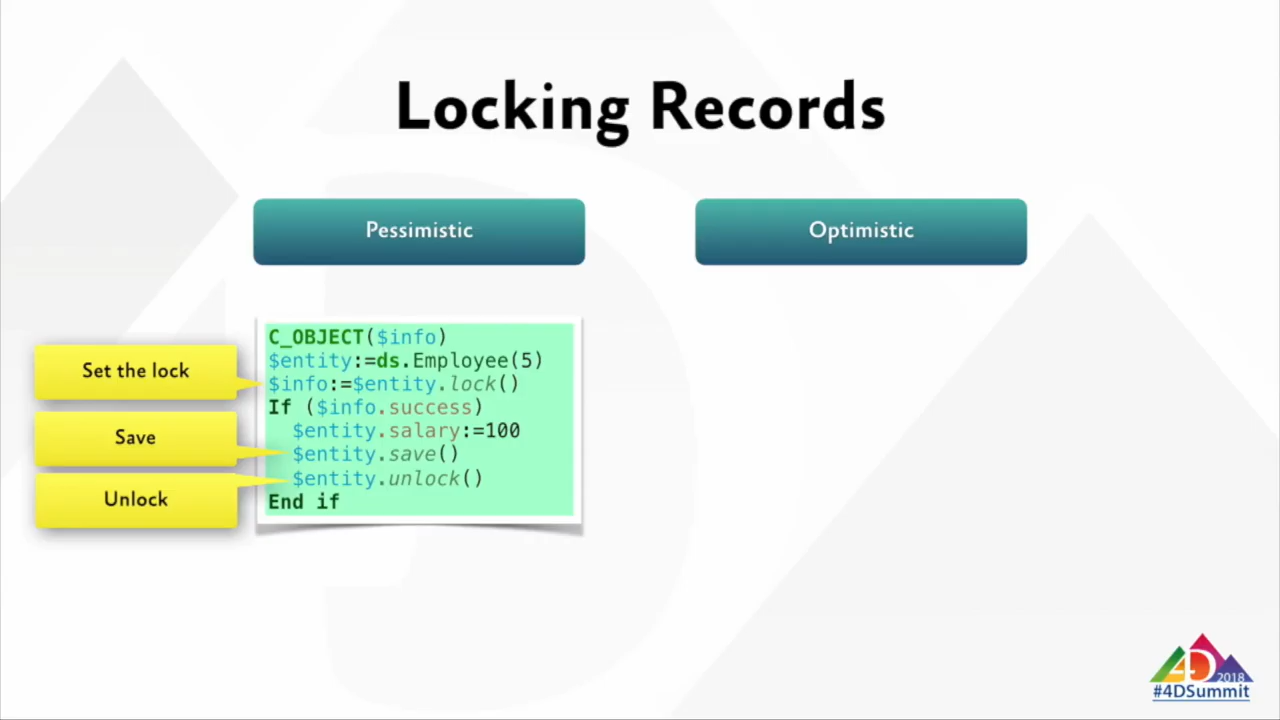 Locking Records
Pessimistic
Optimistic
Set the lock
Save
Unlock
C_OBJECT($info)
$entity:=ds.Employee(5)
$info:=$entity.lock()
If ($info.success)
  $entity.salary:=100
  $entity.save()
  $entity.unlock()
End if
4D
2018
#4DSummit